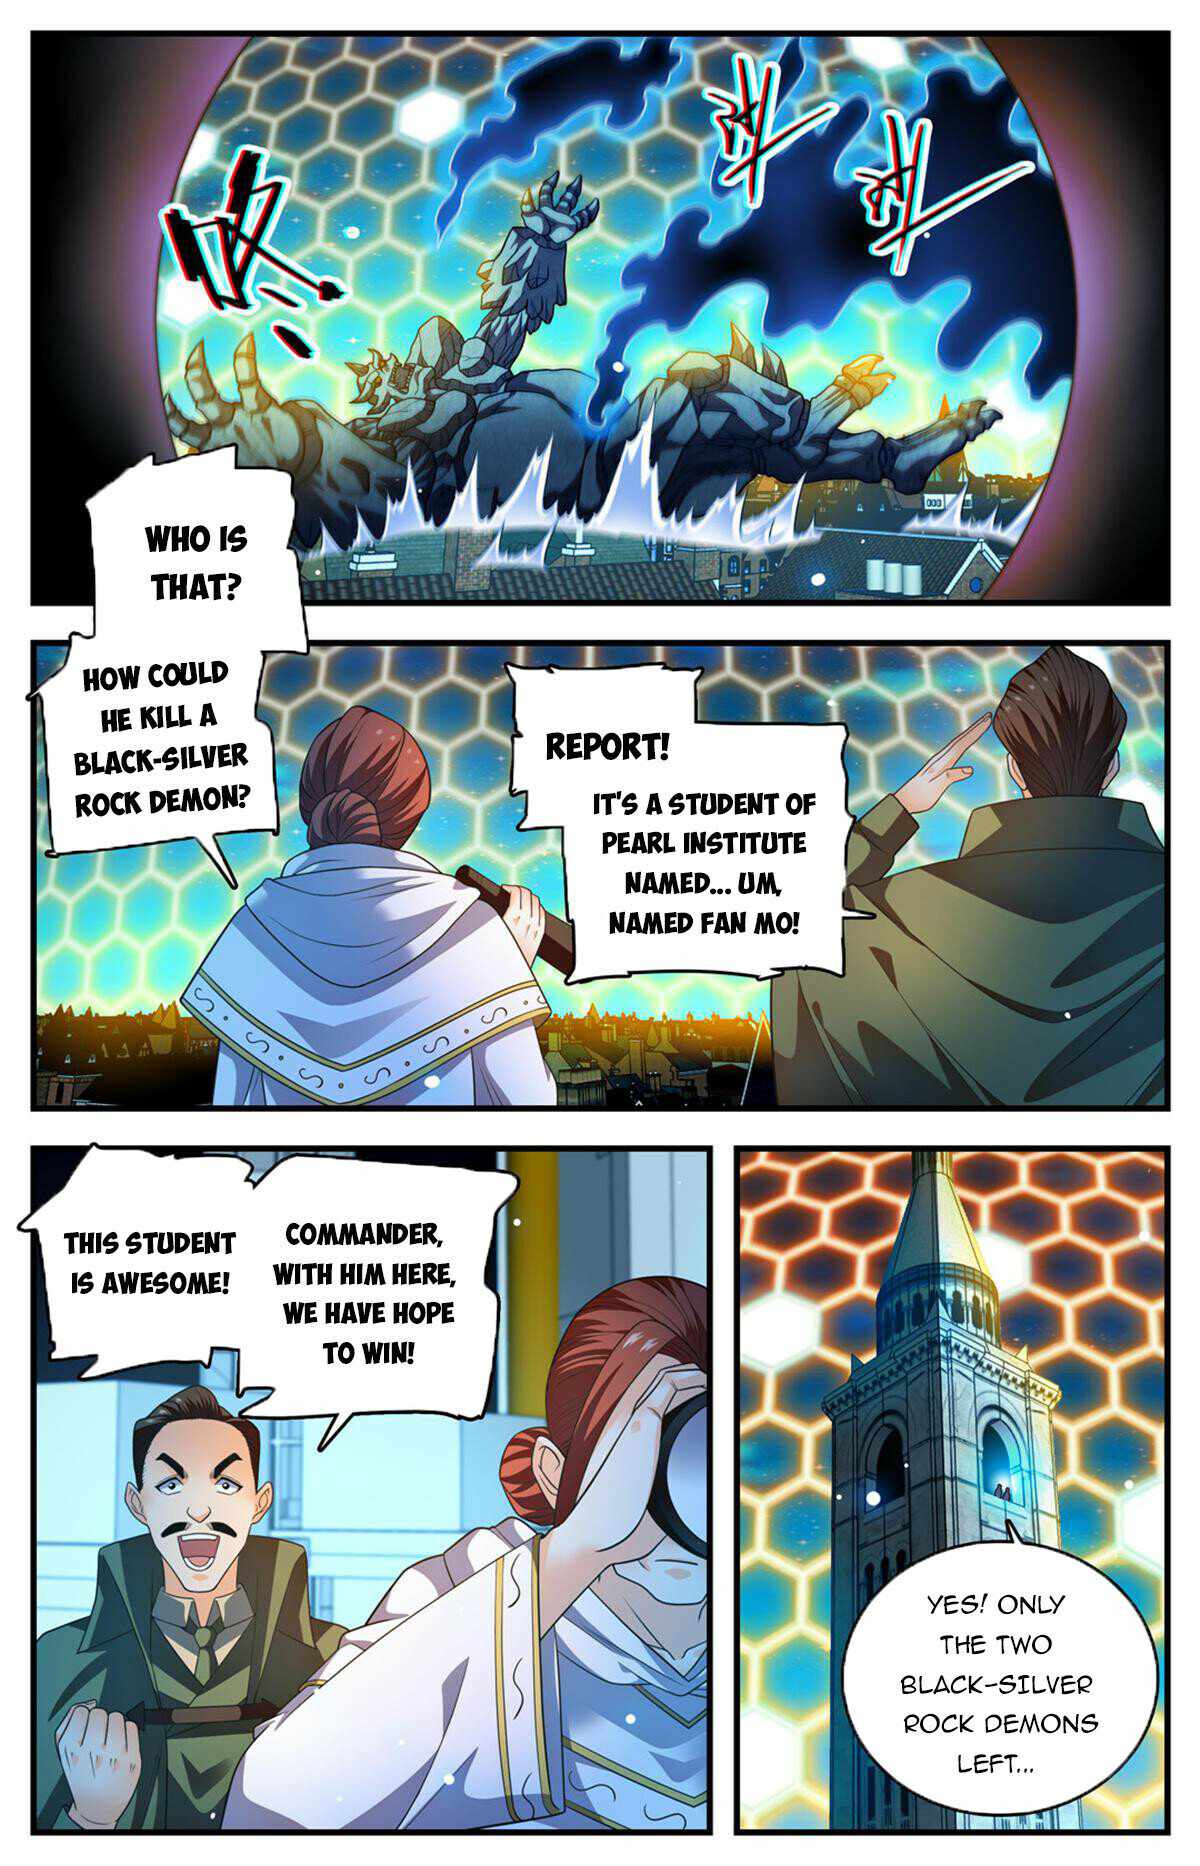 咚
WHO IS
THAT?
HOW COULD
HE KILL A
BLACK-SILVER
ROCK DEMON?
REPORT!
IT'S A STUDENT OF
PEARL INSTITUTE
NAMED... UM,
NAMED FAN MO!
THIS STUDENT
IS AWESOME!
COMMANDER,
WITH HIM HERE,
WE HAVE HOPE
TO WIN!
YES! ONLY
THE TWO
BLACK-SILVER
ROCK DEMONS
LEFT...